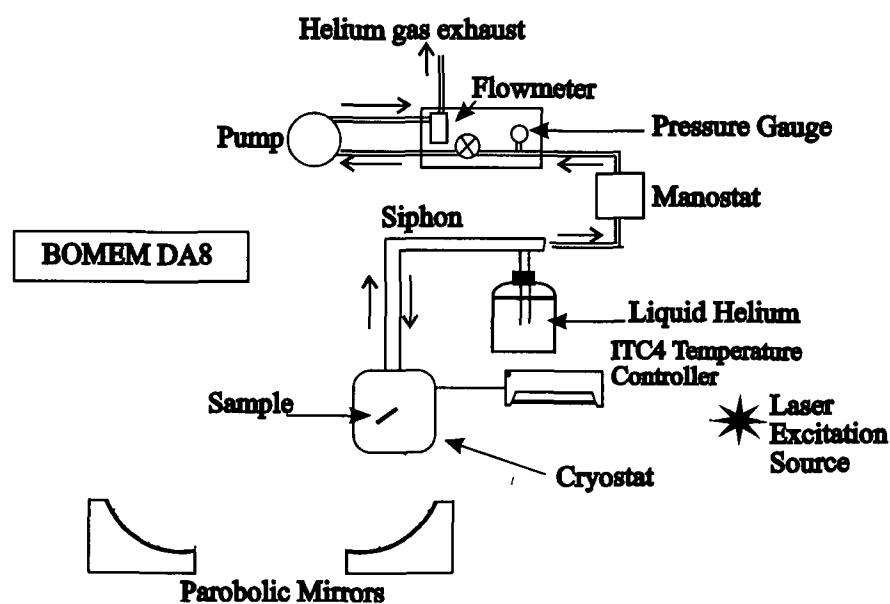 Helium gas exhaust
Flowmeter
Pump
Pressure Gauge
Manostat
Siphon
BOMEM DA8
Liquid Helium
ITC4 Temperature
Controller
Sample
Laser
Excitation
Source
Cryostat
Parobolic Mirrors